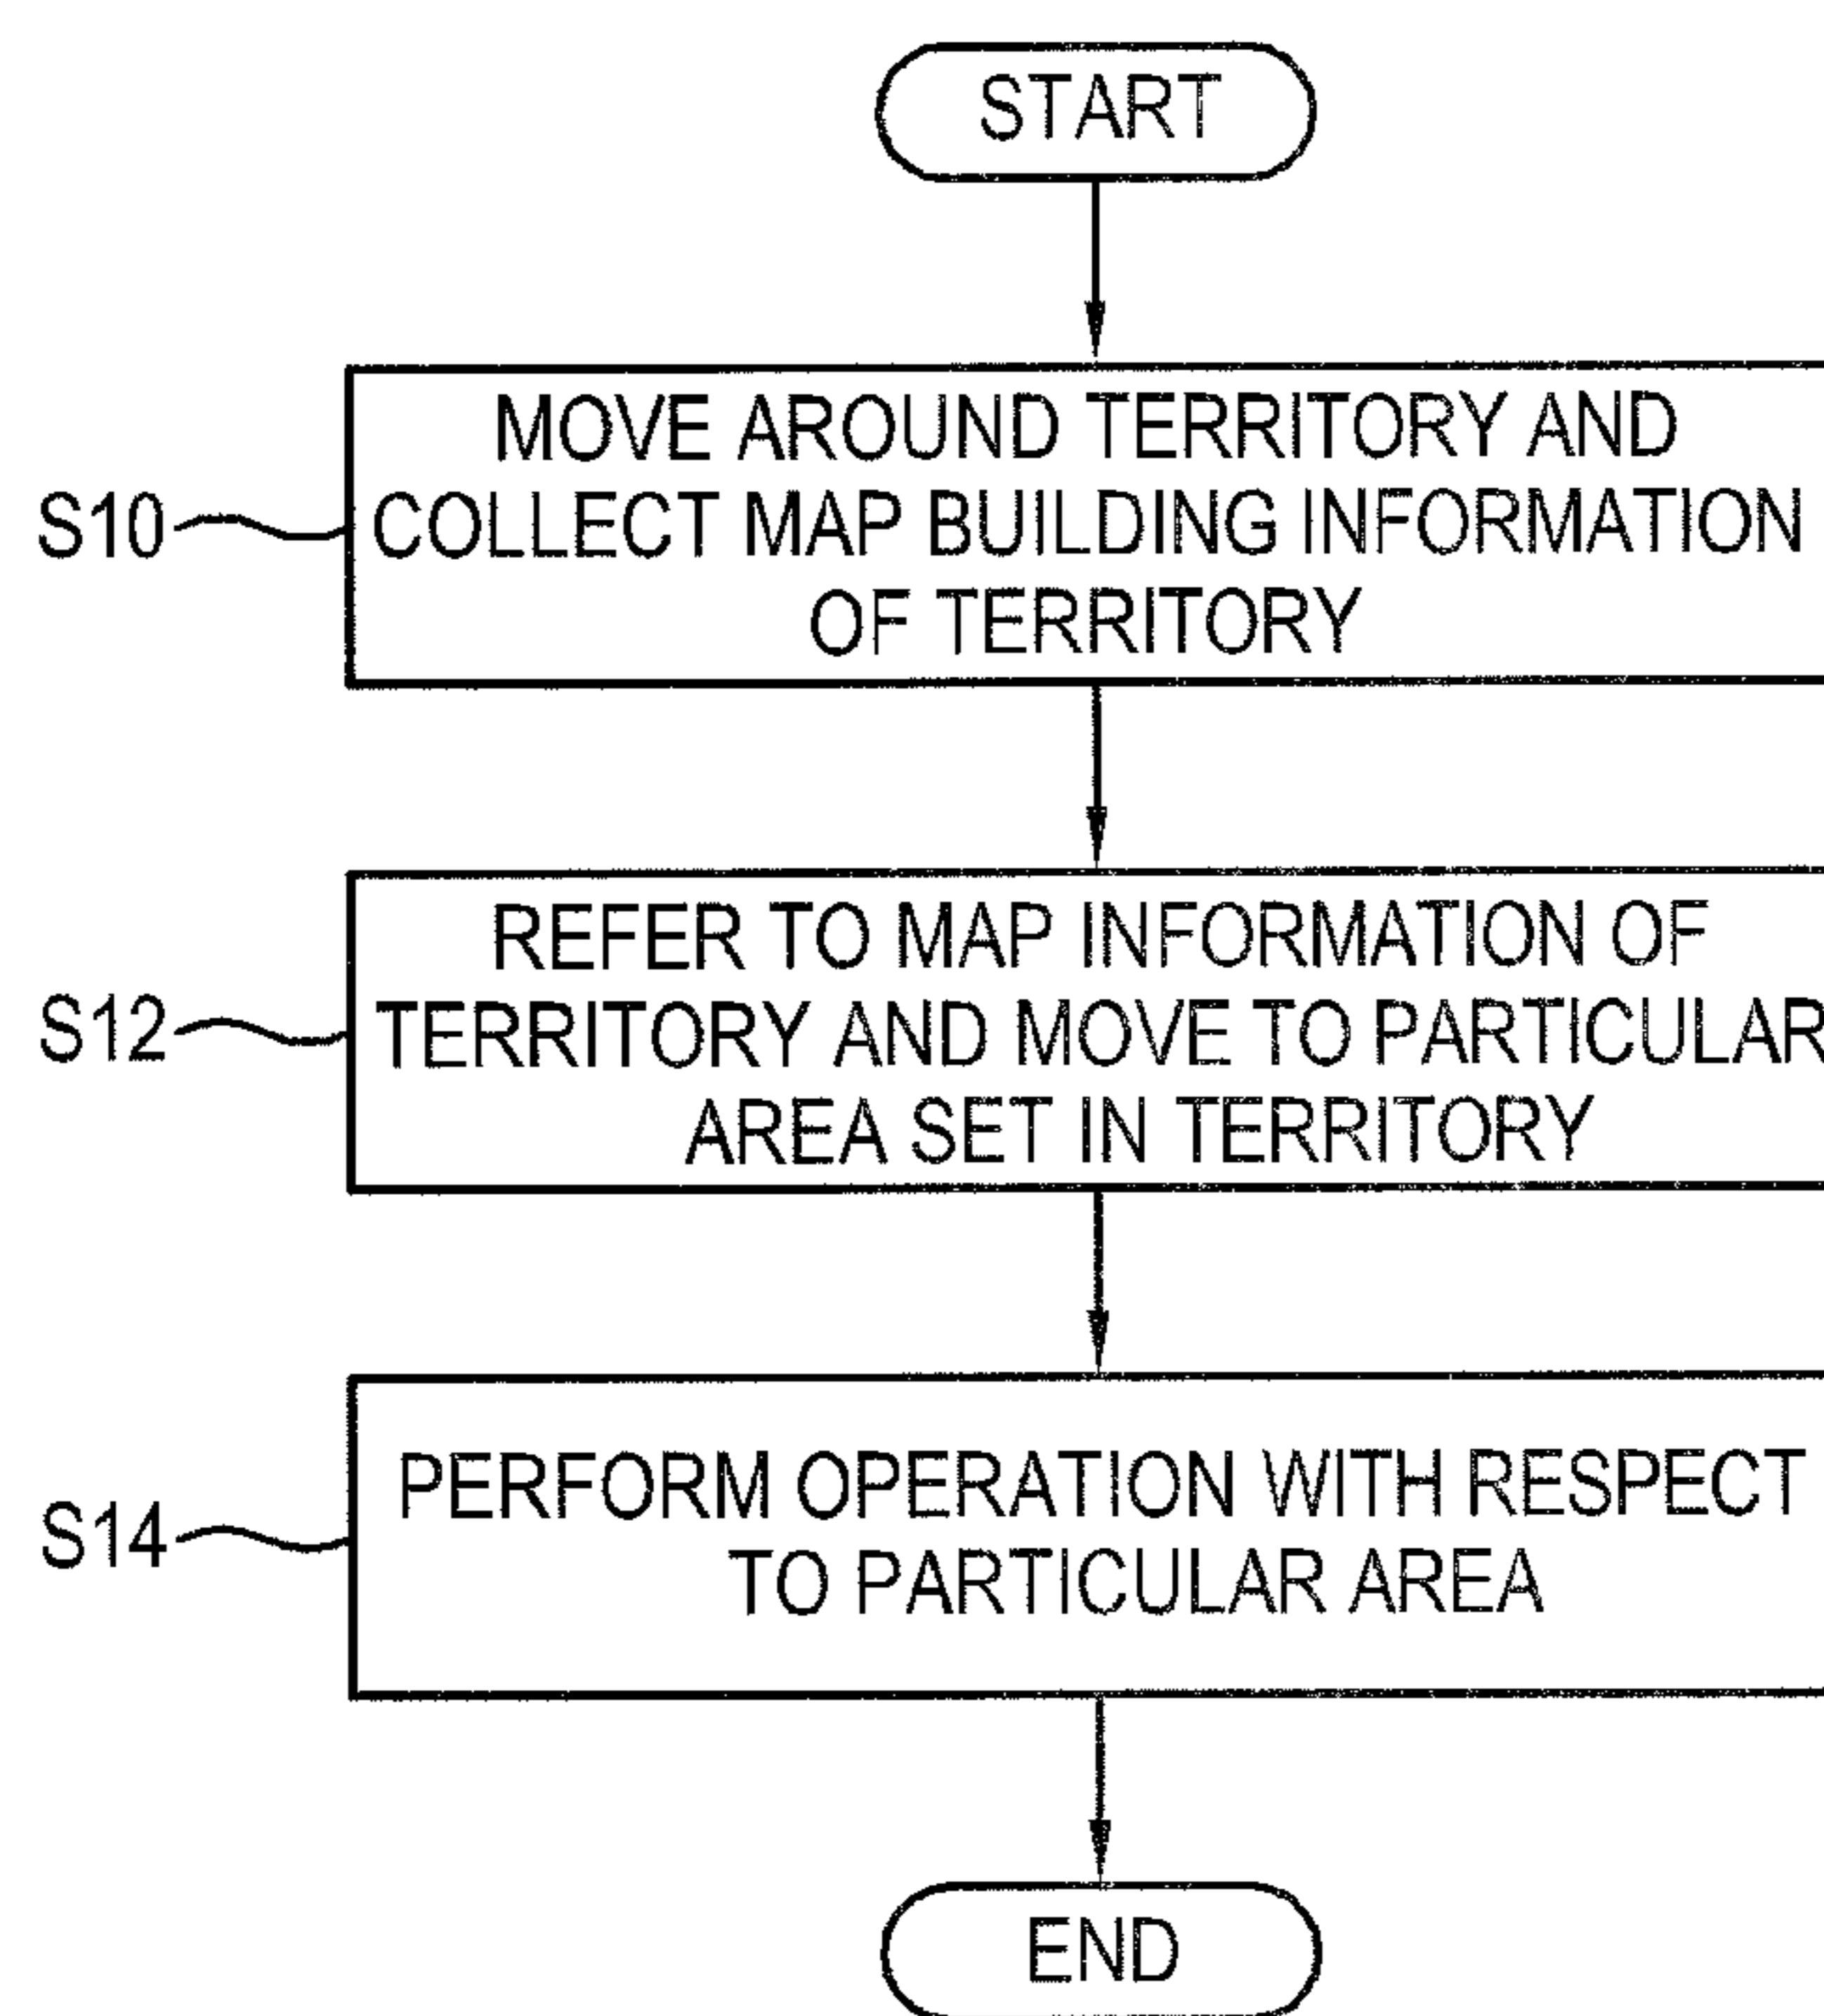 START
MOVE AROUND TERRITORY AND
S10
COLLECT MAP BUILDING INFORMATION
OF TERRITORY
REFER TO MAP INFORMATION OF
S12
TERRITORY AND MOVE TO PARTICULAR
AREA SET IN TERRITORY
PERFORM OPERATION WITH RESPECT
S14
TO PARTICULAR AREA
END